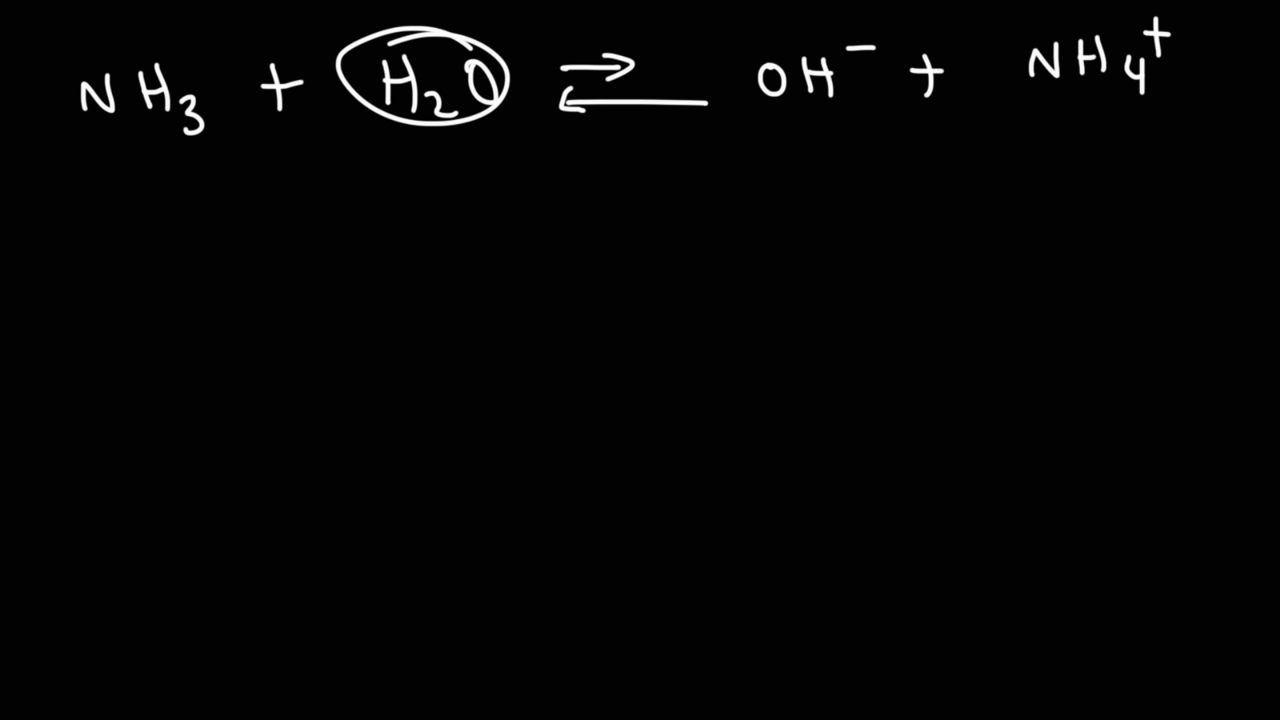 NH₃ + H₂O ⇌ OH⁻ + NH₄⁺